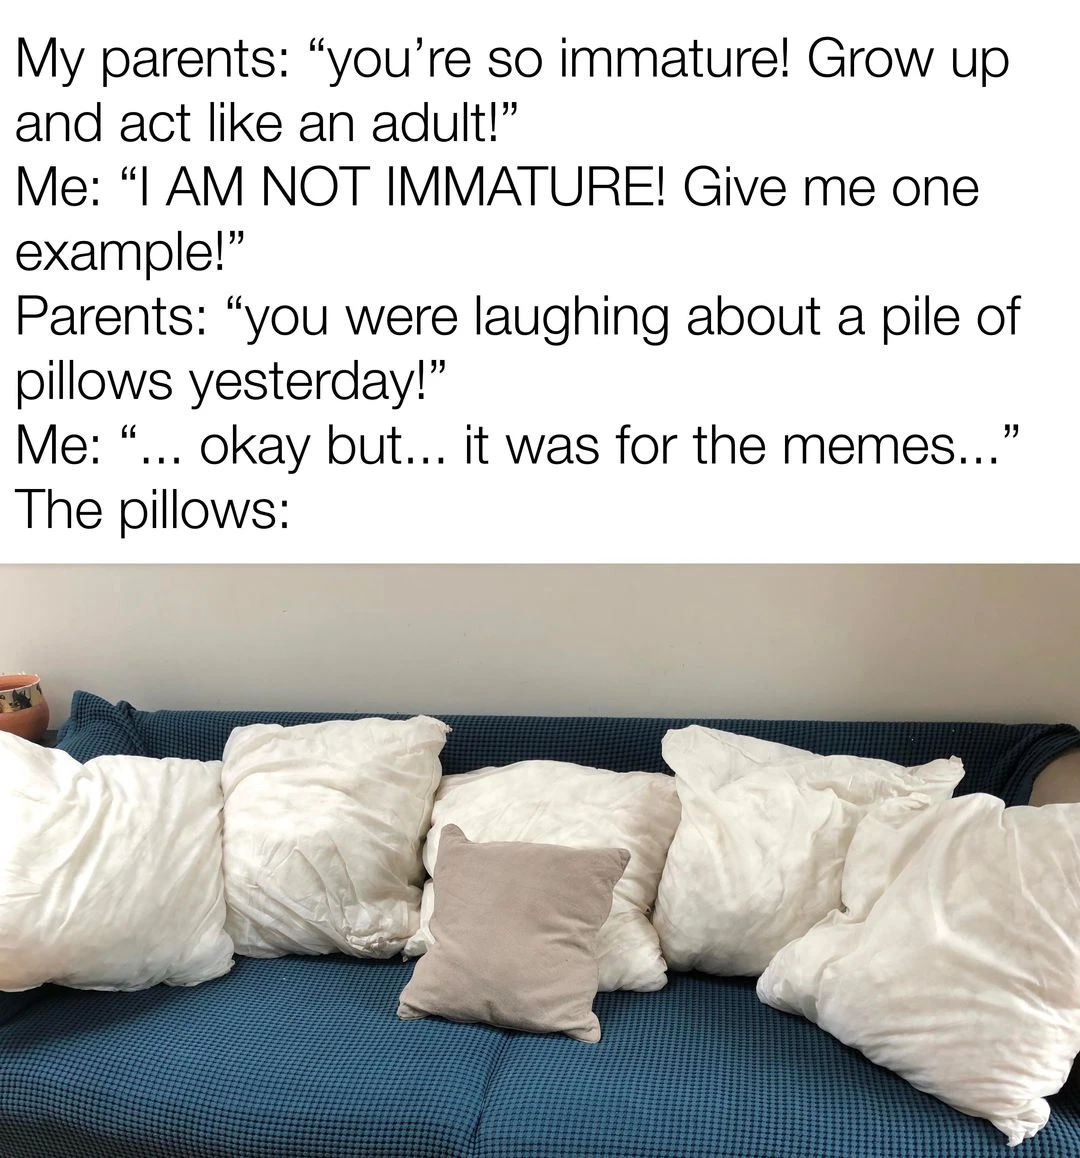 My parents: “you’re so immature! Grow up
and act like an adult!”
Me: “I AM NOT IMMATURE! Give me one
example!”
Parents: “you were laughing about a pile of
pillows yesterday!”
Me: “... okay but... it was for the memes...”
The pillows: